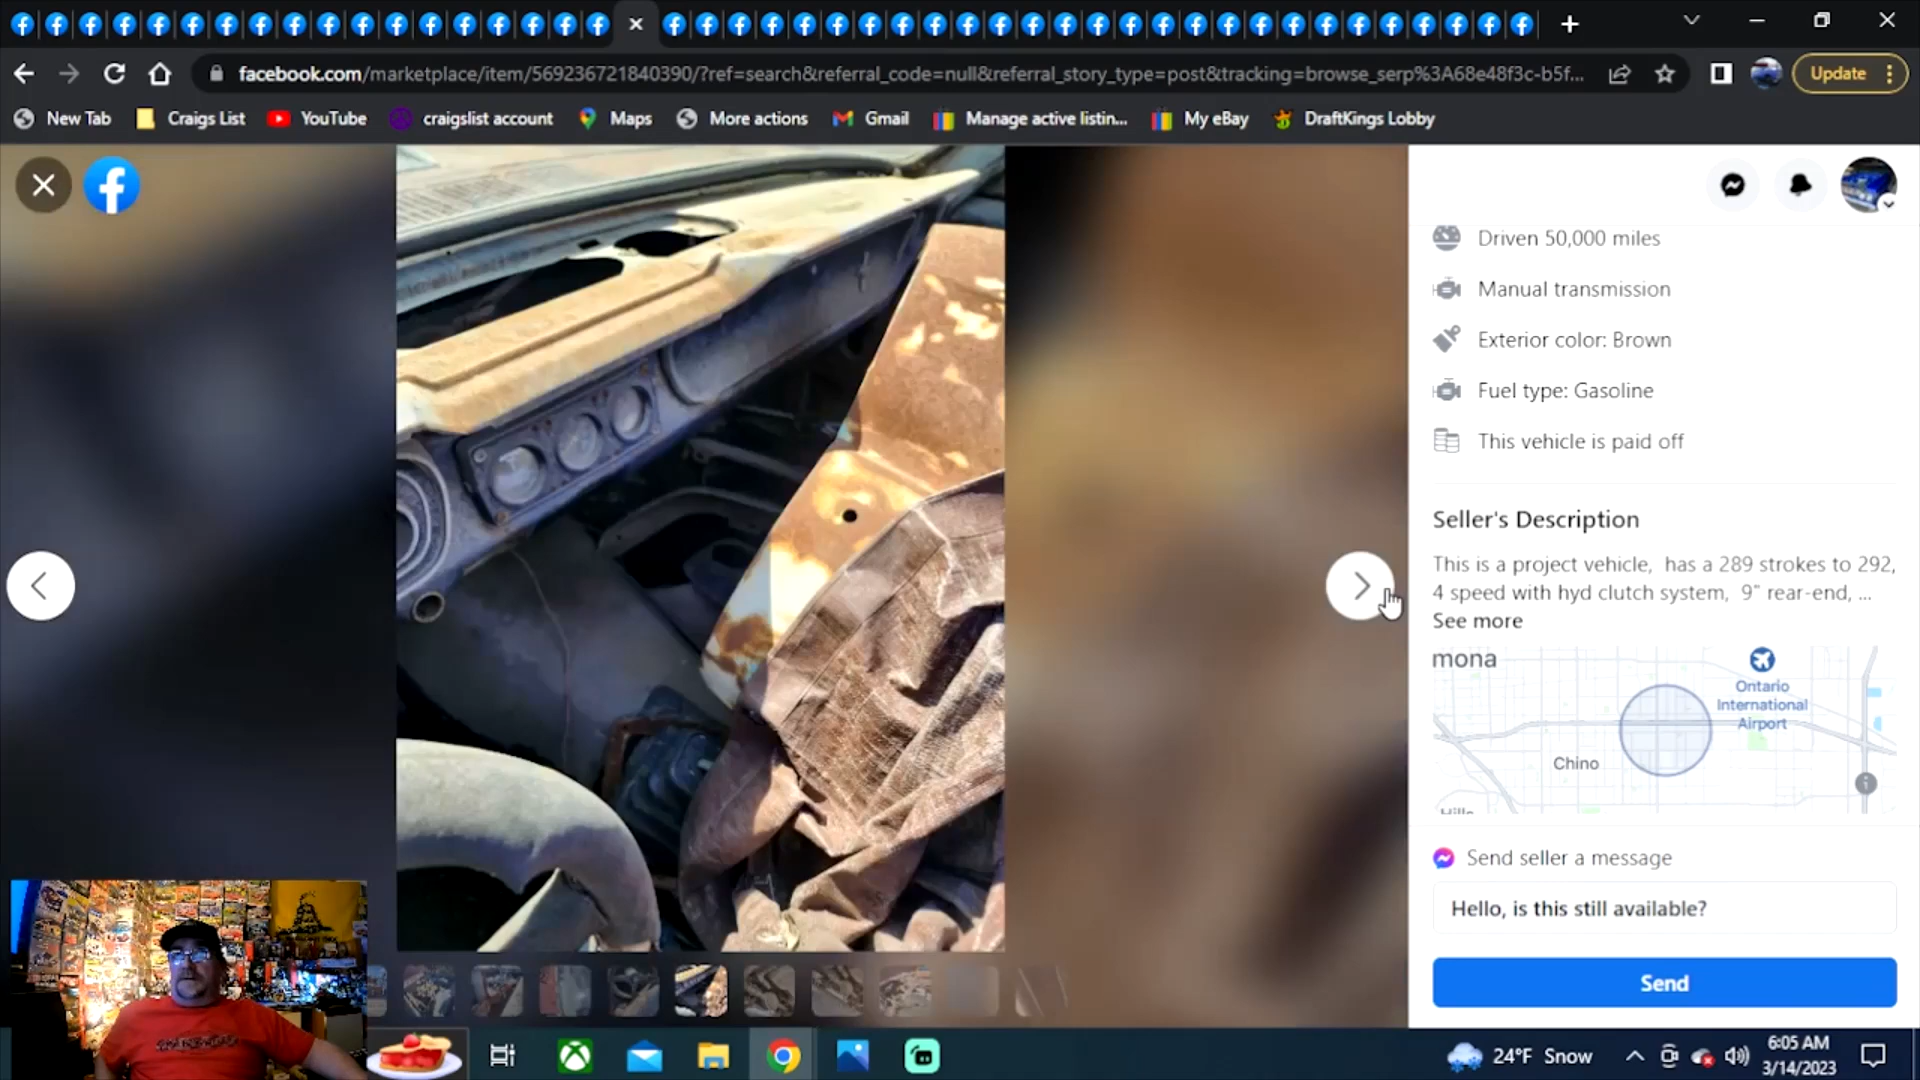 facebook.com/marketplace/item/569236721840390/?ref=search&referral_code=null&referral_story_type=post&tracking=browse_serp%3A68e48f3c-b5f...
Update
New Tab
Craigs List
YouTube
craigslist account
Maps
More actions
Gmail
Manage active listin...
My eBay
DraftKings Lobby
Driven 50,000 miles
Manual transmission
Exterior color: Brown
Fuel type: Gasoline
This vehicle is paid off
Seller's Description
This is a project vehicle, has a 289 strokes to 292,
4 speed with hyd clutch system, 9" rear-end, ...
See more
mona
Ontario
International
Airport
Chino
Send seller a message
Hello, is this still available?
Send
24°F Snow
6:05 AM
3/14/2023